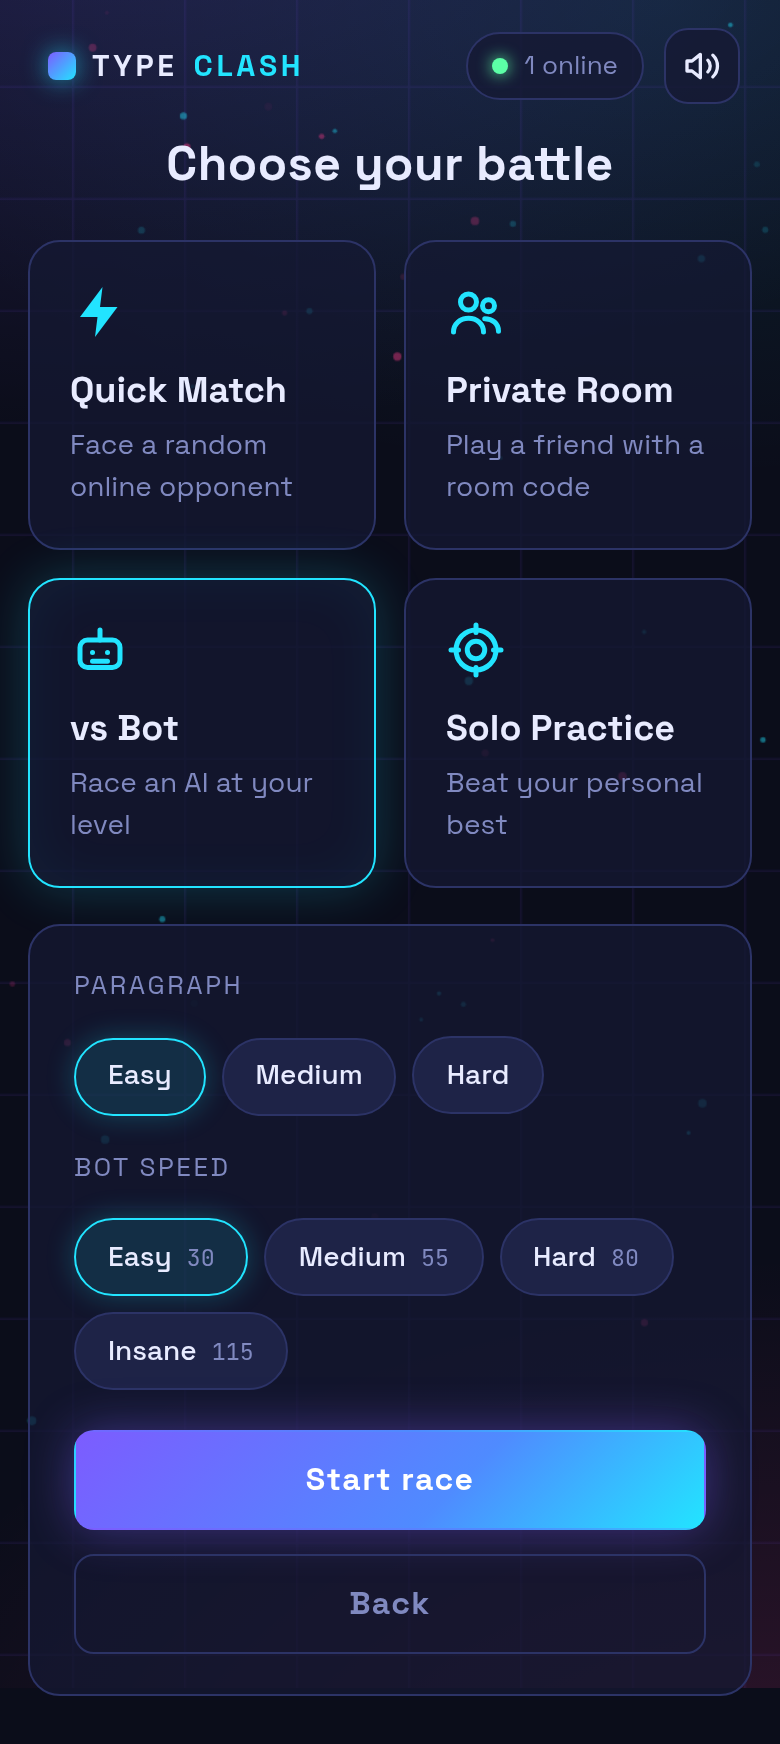 TYPE CLASH
1 online
Choose your battle
Quick Match
Face a random
online opponent
Private Room
Play a friend with a
room code
vs Bot
Race an AI at your
level
Solo Practice
Beat your personal
best
PARAGRAPH
Easy
Medium
Hard
BOT SPEED
Easy 30
Medium 55
Hard 80
Insane 115
Start race
Back